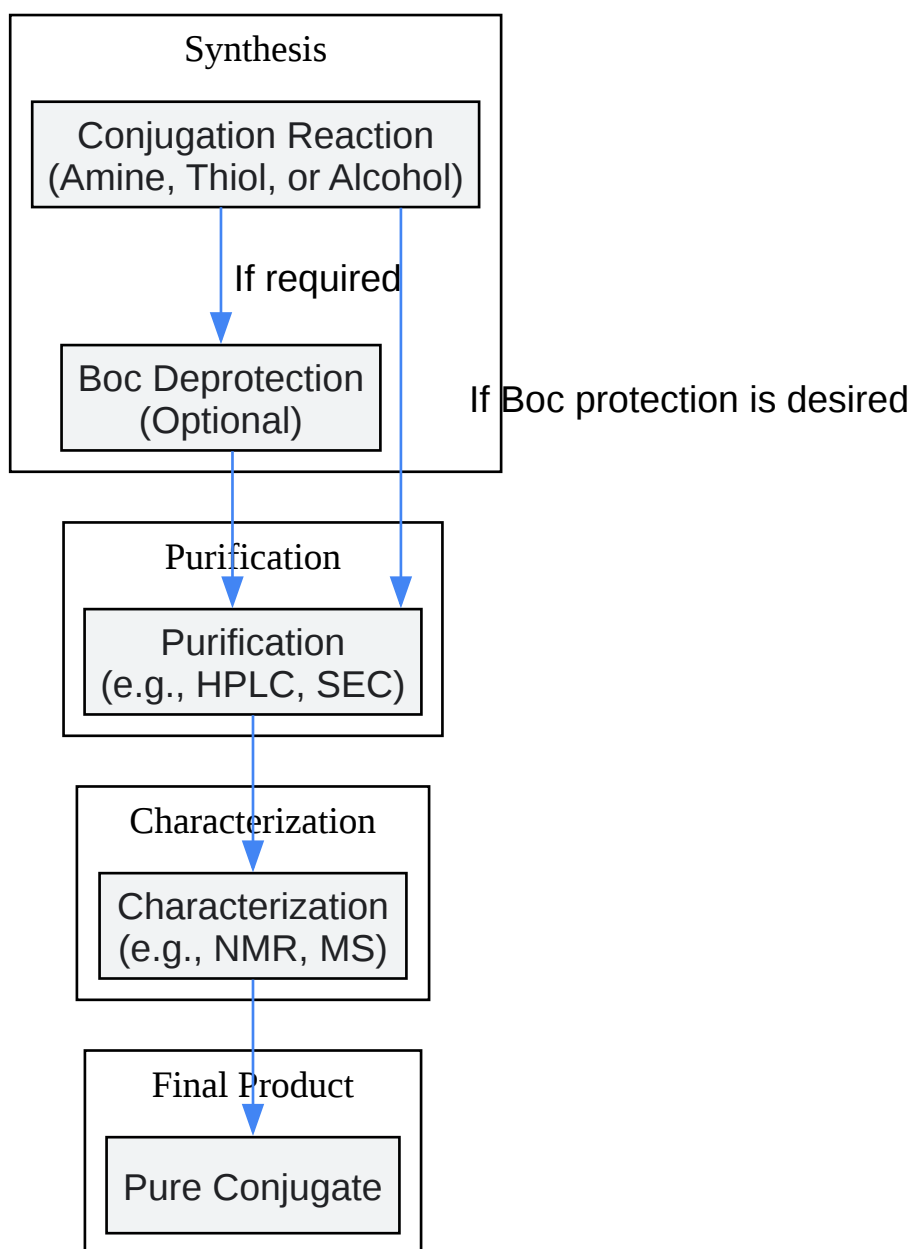 Synthesis
Conjugation Reaction
(Amine, Thiol, or Alcohol)
If required
Boc Deprotection
(Optional)
If Boc protection is desired
Purification
Purification
(e.g., HPLC, SEC)
Characterization
Characterization
(e.g., NMR, MS)
Final Product
Pure Conjugate